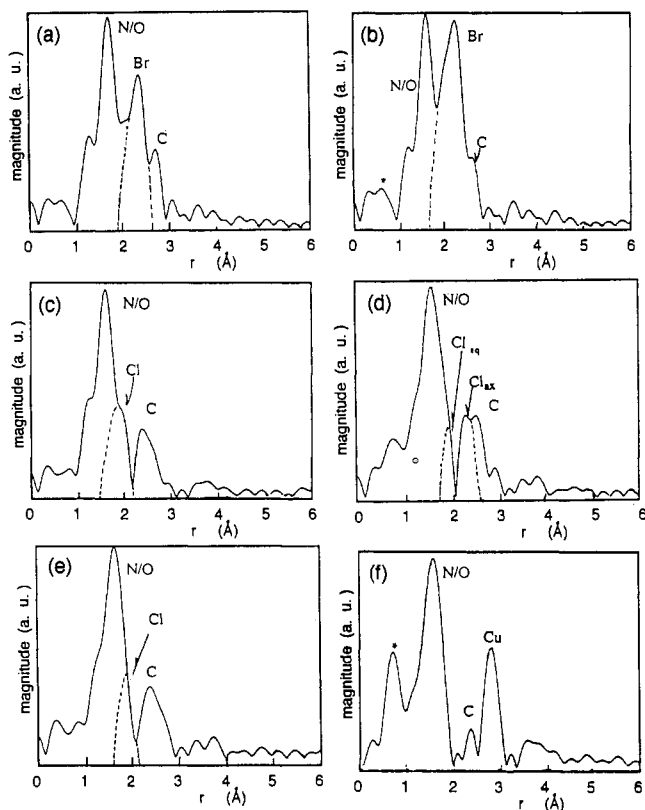 (a)
N/O
Br
C
magnitude (a. u.)
0 1 2 3 4 5 6
r (Å)
(b)
N/O
Br
C
*
magnitude (a. u.)
0 1 2 3 4 5 6
r (Å)
(c)
N/O
Cl
C
magnitude (a. u.)
0 1 2 3 4 5 6
r (Å)
(d)
N/O
Cl eq
Cl ax
C
magnitude (a. u.)
0 1 2 3 4 5 6
r (Å)
(e)
N/O
Cl
C
magnitude (a. u.)
0 1 2 3 4 5 6
r (Å)
(f)
*
N/O
C
Cu
magnitude (a. u.)
0 1 2 3 4 5 6
r (Å)